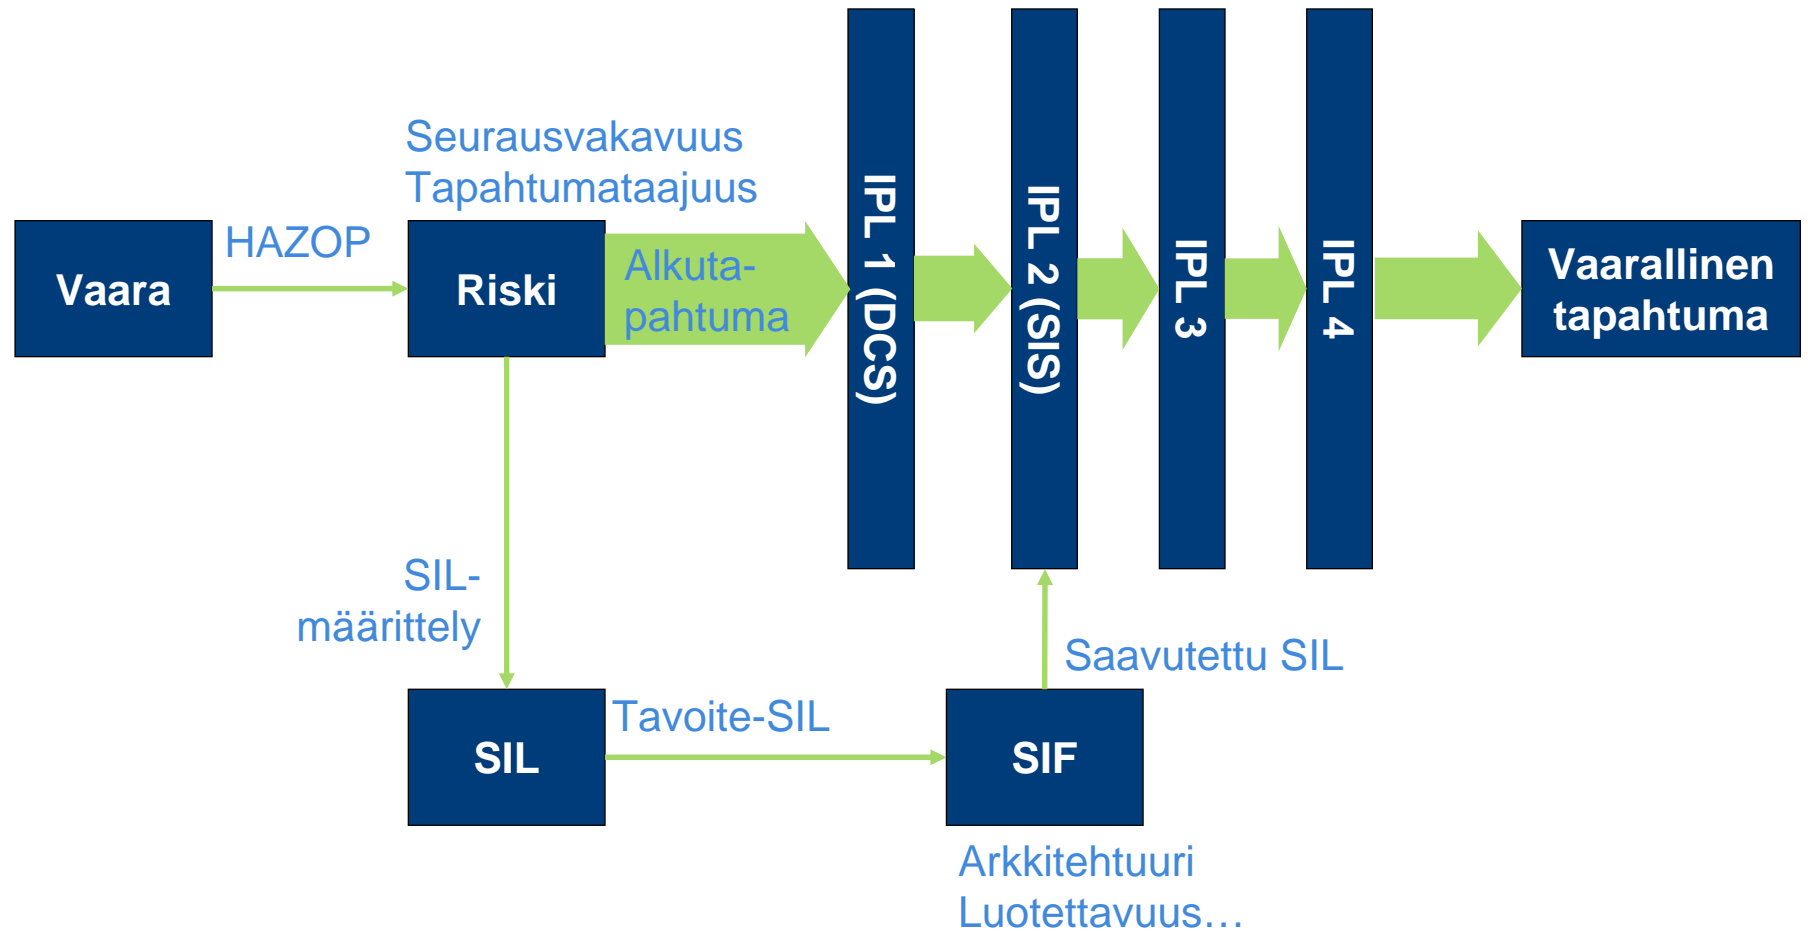 Seurausvakavuus
Tapahtumataajuus
Vaara
HAZOP
Riski
Alkuta-
pahtuma
IPL 1 (DCS)
IPL 2 (SIS)
IPL 3
IPL 4
Vaarallinen
tapahtuma
SIL-
määrittely
Saavutettu SIL
SIL
Tavoite-SIL
SIF
Arkkitehtuuri
Luotettavuus…